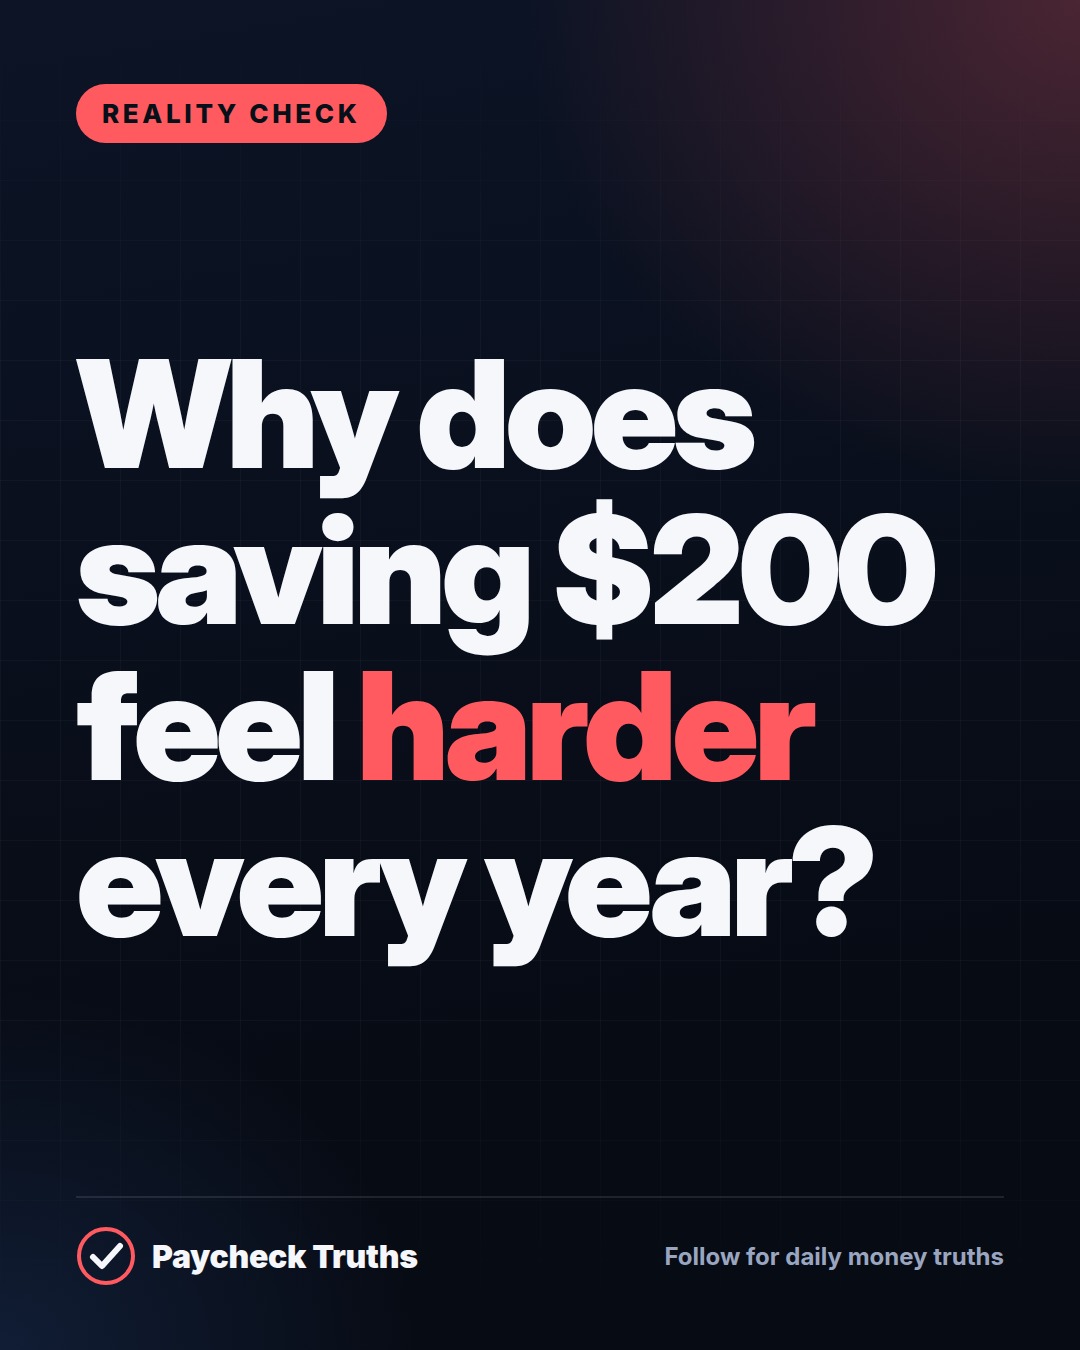 REALITY CHECK
Why does
saving $200
feel harder
every year?
Paycheck Truths
Follow for daily money truths